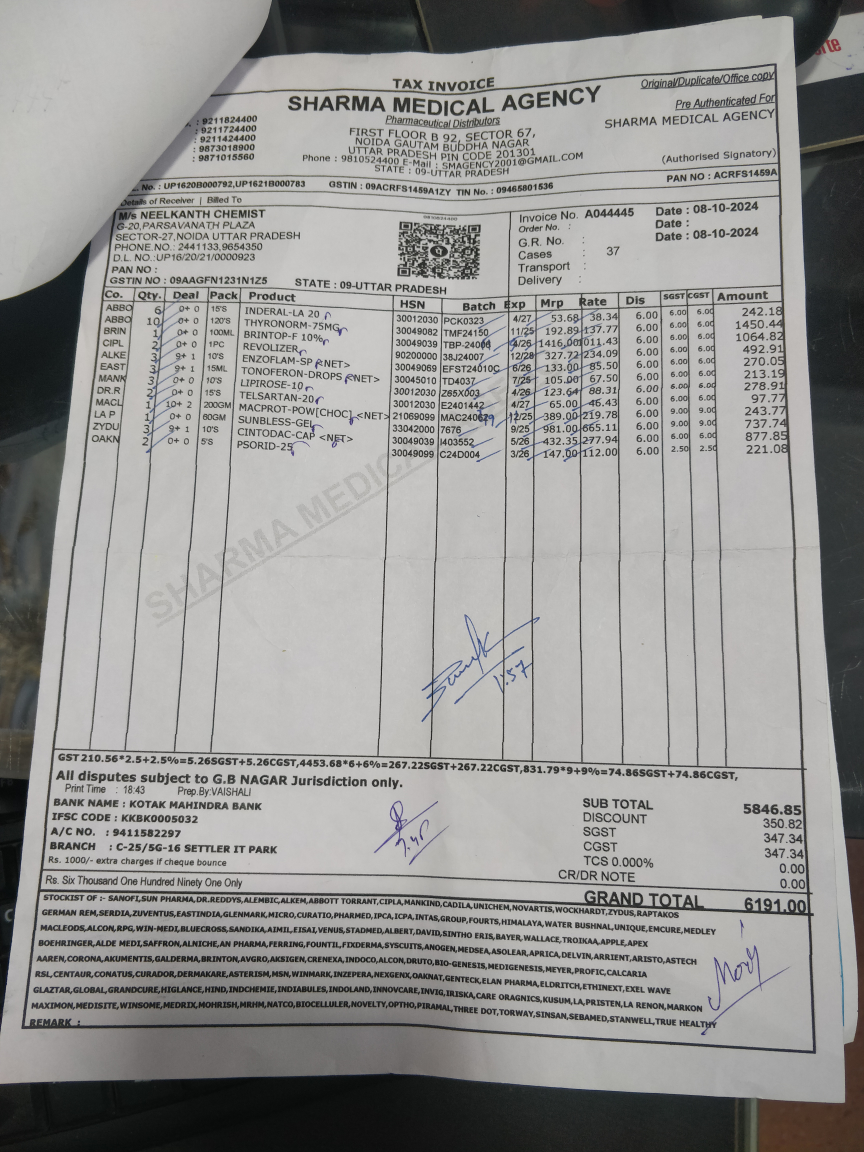 TAX INVOICE
Original/Duplicate/Office copy
SHARMA MEDICAL AGENCY
Pharmaceutical Distributors
Pre Authenticated For
SHARMA MEDICAL AGENCY
: 9211824400
: 9211724400
: 9211424400
: 9873018900
: 9871015560
FIRST FLOOR B 92, SECTOR 67,
NOIDA GAUTAM BUDDHA NAGAR
UTTAR PRADESH PIN CODE 201301
Phone : 9810524400 E-Mail : SMAGENCY2001@GMAIL.COM
STATE : 09-UTTAR PRADESH
(Authorised Signatory)
L. No. : UP1620B000792,UP1621B000783 GSTIN : 09ACRFS1459A1ZY TIN No. : 09465801536 PAN NO : ACRFS1459A
Details of Receiver | Billed To
M/s NEELKANTH CHEMIST
G-20,PARSAVANATH PLAZA
SECTOR-27,NOIDA UTTAR PRADESH
PHONE.NO.: 2441133,9654350
D.L. NO.:UP16/20/21/0000923
PAN NO :
GSTIN NO : 09AAGFN1231N1Z5 STATE : 09-UTTAR PRADESH
Invoice No. A04445 Date : 08-10-2024
Order No. : Date :
G.R. No. : Date : 08-10-2024
Cases : 37
Transport :
Delivery :
Co. Qty. Deal Pack Product HSN Batch Exp Mrp Rate Dis SGST CGST Amount
ABBO 6 0+ 0 15'S INDERAL-LA 20 30012030 PCK0323 4/27 53.68 38.34 6.00 6.00 6.00 242.18
ABBO 10 0+ 0 120'S THYRONORM-75MG 30049082 TMF24150 11/25 192.89 137.77 6.00 6.00 6.00 1450.44
BRIN 1 0+ 0 100ML BRINTOP-F 10% 30049039 4/26 1416.00 1011.43 6.00 6.00 6.00 1064.82
CIPL 2 0+ 0 1PC REVOLIZER 90200000 38J24007 12/28 327.72 234.09 6.00 6.00 6.00 492.91
ALKE 3 9+ 1 10'S ENZOFLAM-SP <NET> 30049069 EFST24010C 6/26 133.00 85.50 6.00 6.00 6.00 270.05
EAST 3 9+ 1 15ML TONOFERON-DROPS <NET> 30045010 TD4037 7/25 105.00 67.50 6.00 6.00 6.00 213.19
MANK 3 0+ 0 10'S LIPIROSE-10 30012030 Z85X003 4/26 123.64 88.31 6.00 6.00 6.00 278.91
DR.R 2 0+ 0 10'S TELSARTAN-20 30012030 E2401442 4/27 65.00 46.43 6.00 6.00 6.00 97.77
MACL 1 10+ 2 200GM MACPROT-POW[CHOC] <NET> 21069099 12/25 389.00 219.78 6.00 9.00 9.00 243.77
LA P 1 0+ 0 60GM SUNBLESS-GEL 33042000 7676 9/25 981.00 665.11 6.00 9.00 9.00 737.74
ZYDU 3 9+ 1 10'S CINTODAC-CAP <NET> 30049039 I403552 5/26 432.35 277.94 6.00 6.00 6.00 877.85
OAKN 2 0+ 0 5'S PSORID-25 30049099 C24D004 3/26 147.00 112.00 6.00 2.50 2.50 221.08
SHARMA MEDICA
1:57
GST 210.56*2.5+2.5%=5.26SGST+5.26CGST,4453.68*6+6%=267.22SGST+267.22CGST,831.79*9+9%=74.86SGST+74.86CGST,
All disputes subject to G.B NAGAR Jurisdiction only.
Print Time : 18:43 Prep.By:VAISHALI
BANK NAME : KOTAK MAHINDRA BANK
IFSC CODE : KKBK0005032
A/C NO. : 9411582297
BRANCH : C-25/5G-16 SETTLER IT PARK
Rs. 1000/- extra charges if cheque bounce
SUB TOTAL 5846.85
DISCOUNT 350.82
SGST 347.34
CGST 347.34
TCS 0.000% 0.00
CR/DR NOTE 0.00
Rs. Six Thousand One Hundred Ninety One Only
GRAND TOTAL 6191.00
STOCKIST OF :- SANOFI,SUN PHARMA,DR.REDDYS,ALEMBIC,ALKEM,ABBOTT TORRANT,CIPLA,MANKIND,CADILA,UNICHEM,NOVARTIS,WOCKHARDT,ZYDUS,RAPTAKOS
GERMAN REM,SERDIA,ZUVENTUS,EASTINDIA,GLENMARK,MICRO,CURATIO,PHARMED,IPCA,IPCA,INTAS,GROUP,FOURTS,HIMALAYA,WATER BUSHNAL,UNIQUE,EMCURE,MEDLEY
MACLEODS,ALCON,RPG,WIN-MEDI,BLUECROSS,SANDIKA,AIMIL,EISAI,VENUS,STADMED,ALBERT,DAVID,SINTHO ERIS,BAYER,WALLACE,TROIKAA,APPLE,APEX
BOEHRINGER,ALDE MEDI,SAFFRON,ALNICHE,AN PHARMA,FERRING,FOUNTIL,FIXDERMA,SYSCUITS,ANOGEN,MEDSEA,ASOLEAR,APRICA,DELVIN,ARRIENT,ARISTO,ASTECH
AAREN,CORONA,AKUMENTIS,GALDERMA,BRINTON,AVGRO,AKSIGEN,CRENEXA,INDOCO,ALCON,DRUTO,BIO-GENESIS,MEDIGENESIS,MEYER,PROFIC,CALCARIA
RSL,CENTAUR,CONATUS,CURADOR,DERMAKARE,ASTERISM,MSN,WINMARK,INZEPERA,NEXGENX,OAKNAT,GENTECK,ELAN PHARMA,ELDRITCH,ETHINEXT,EXEL WAVE
GLAZTAR,GLOBAL,GRANDCURE,HIGLANCE,HIND,INDCHEMIE,INDIABULES,INDOLAND,INNOVCARE,INVIG,IRISKA,CARE ORAGNICS,KUSUM,LA,PRISTEN,LA RENON,MARKON
MAXIMON,MEDISITE,WINSOME,MEDRIX,MOHRISH,MRHM,NATCO,BIOCELLULER,NOVELTY,OPTHO,PIRAMAL,THREE DOT,TORWAY,SINSAN,SEBAMED,STANWELL,TRUE HEALTHY
REMARK :